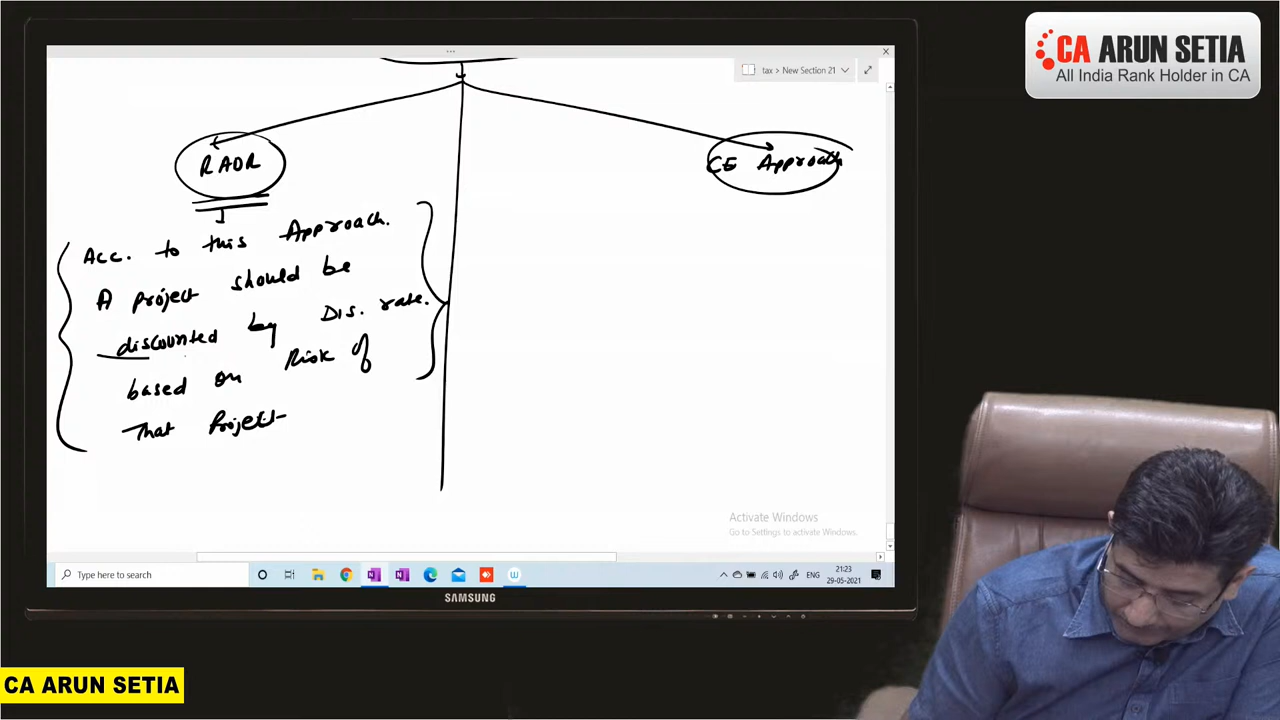 CA ARUN SETIA
All India Rank Holder in CA
tax > New Section 21
RADR
CE Approach
Acc. to this Approach.
A project should be
discounted by Dis. rate.
based on Risk of
That Project
Activate Windows
Go to Settings to activate Windows.
Type here to search
ENG
21:23
29-05-2021
SAMSUNG
CA ARUN SETIA